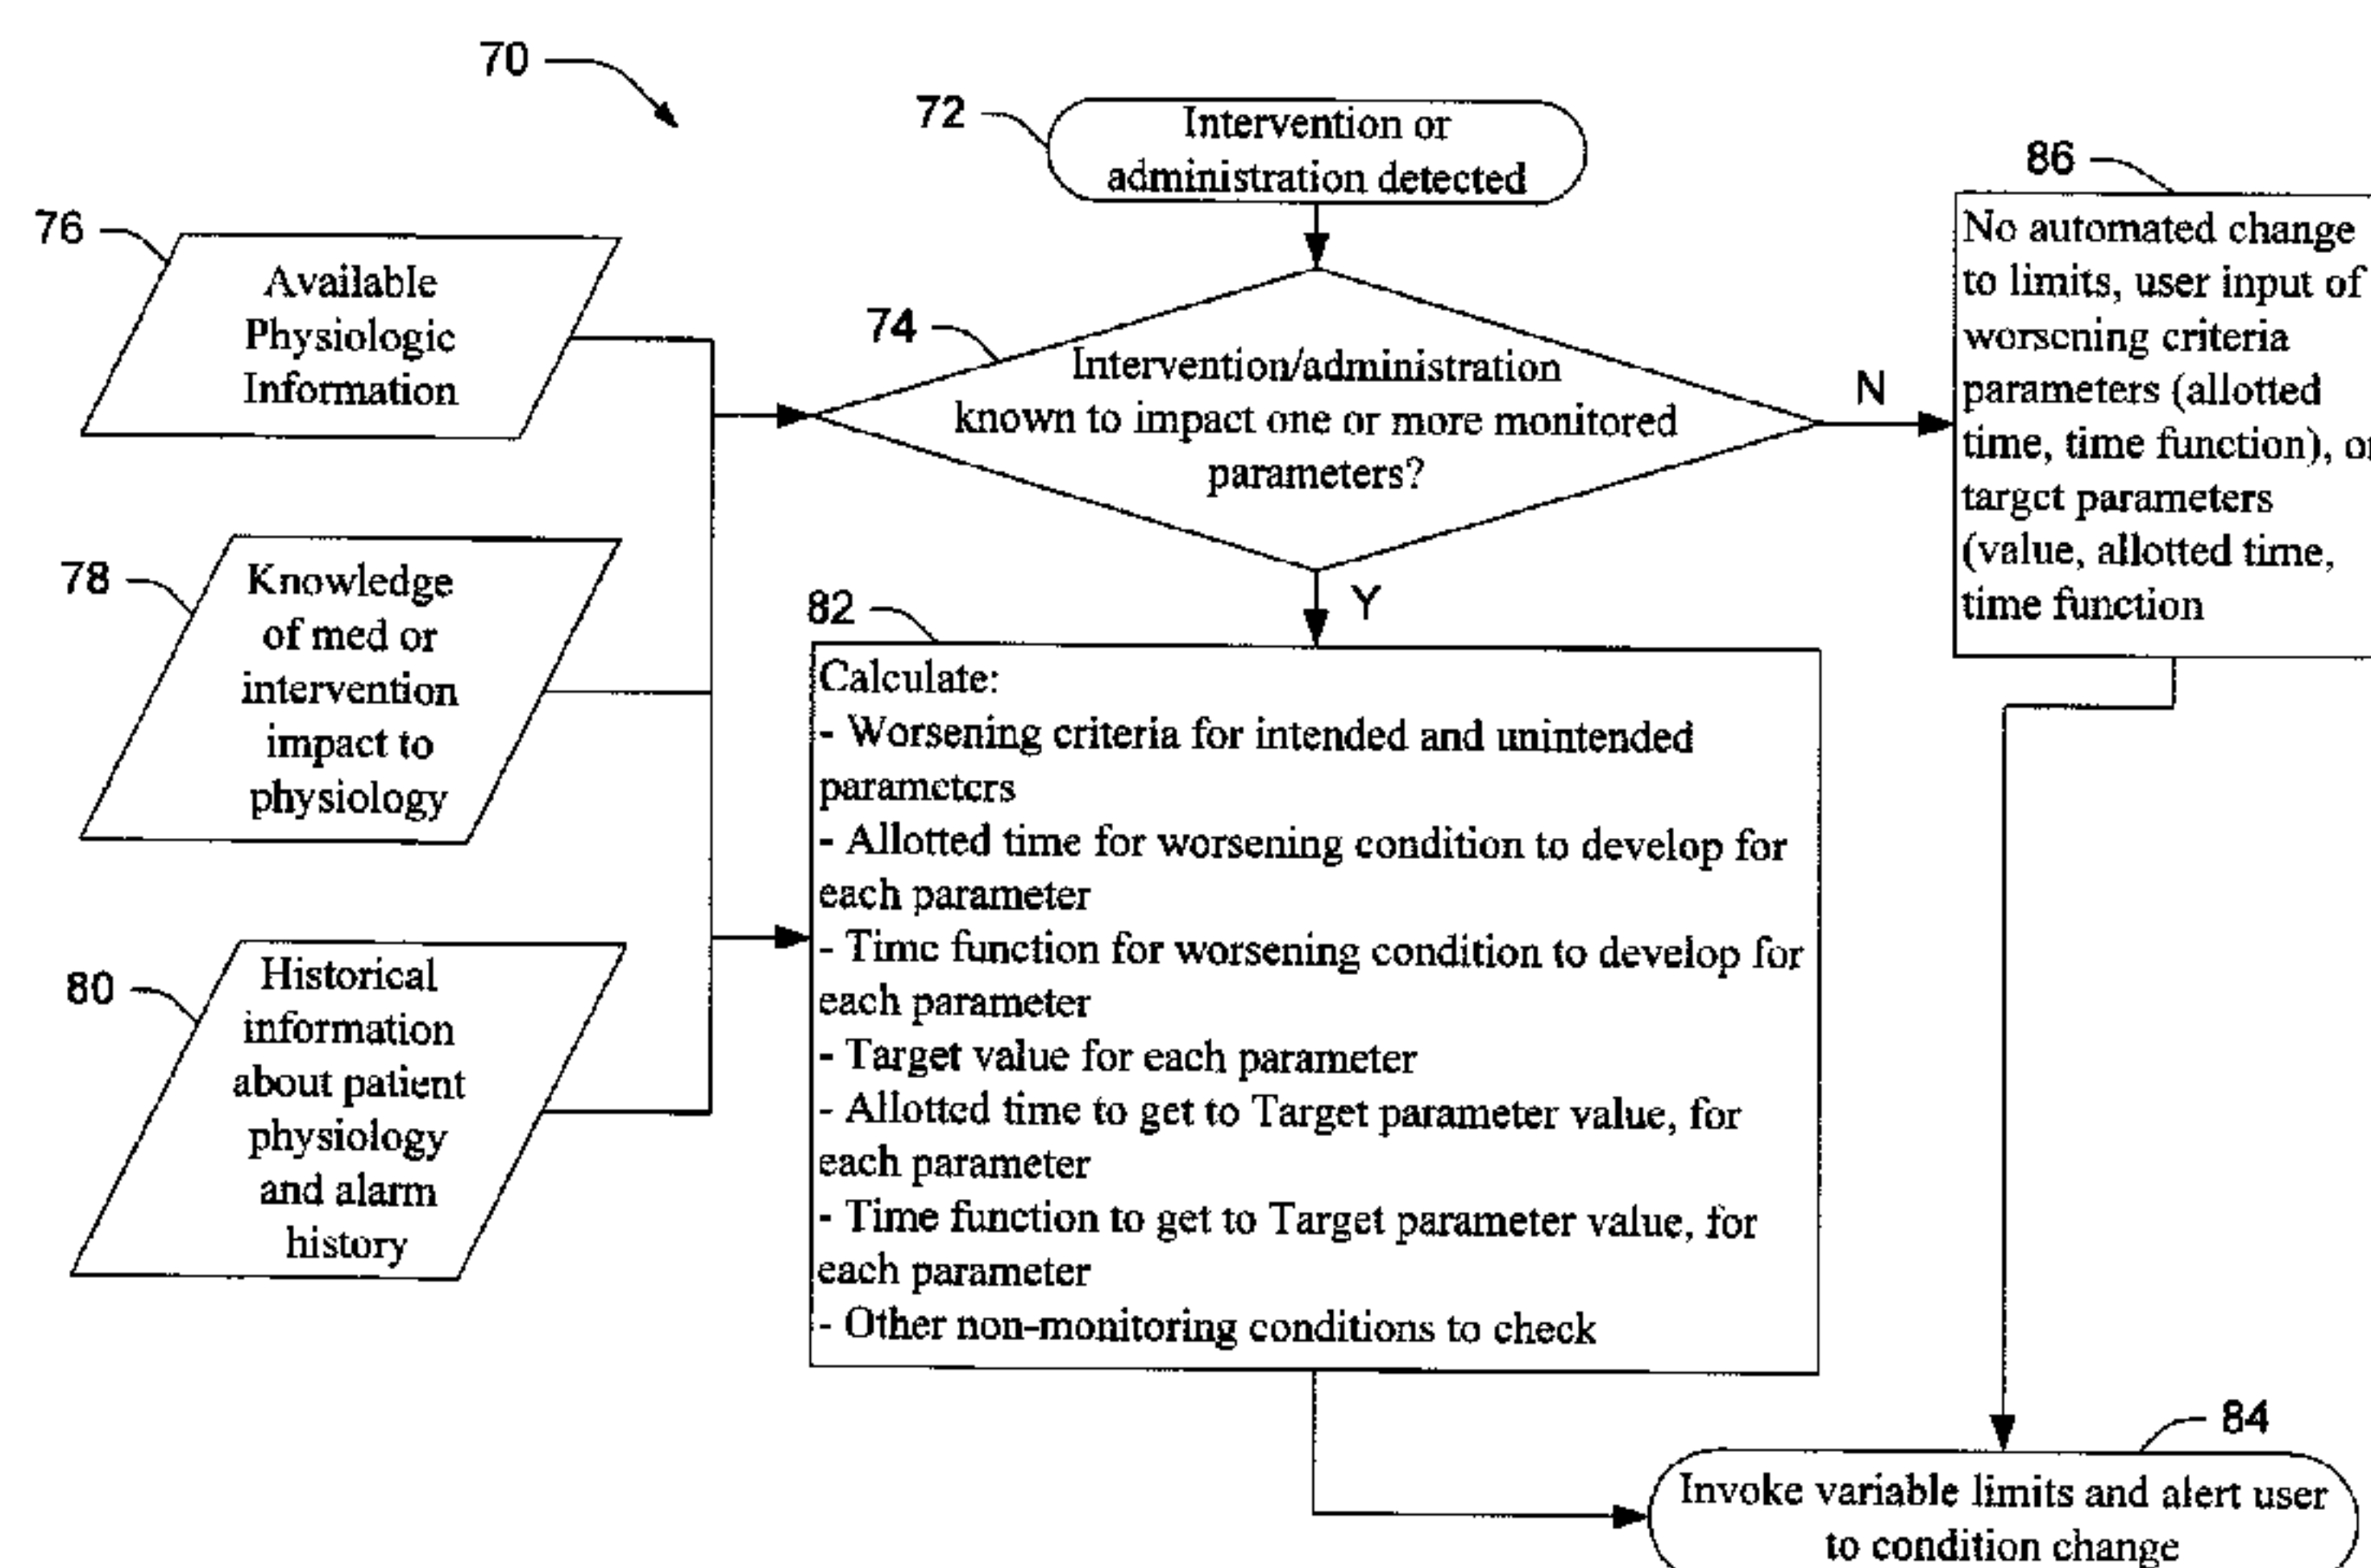 70
72
Intervention or
administration detected
86
No automated change
to limits, user input of
worsening criteria
parameters (allotted
time, time function), or
target parameters
(value, allotted time,
time function
76
Available
Physiologic
Information
74
Intervention/administration
known to impact one or more monitored
parameters?
N
Y
78
Knowledge
of med or
intervention
impact to
physiology
82
Calculate:
- Worsening criteria for intended and unintended
parameters
- Allotted time for worsening condition to develop for
each parameter
- Time function for worsening condition to develop for
each parameter
- Target value for each parameter
- Allotted time to get to Target parameter value, for
each parameter
- Time function to get to Target parameter value, for
each parameter
- Other non-monitoring conditions to check
80
Historical
information
about patient
physiology
and alarm
history
84
Invoke variable limits and alert user
to condition change